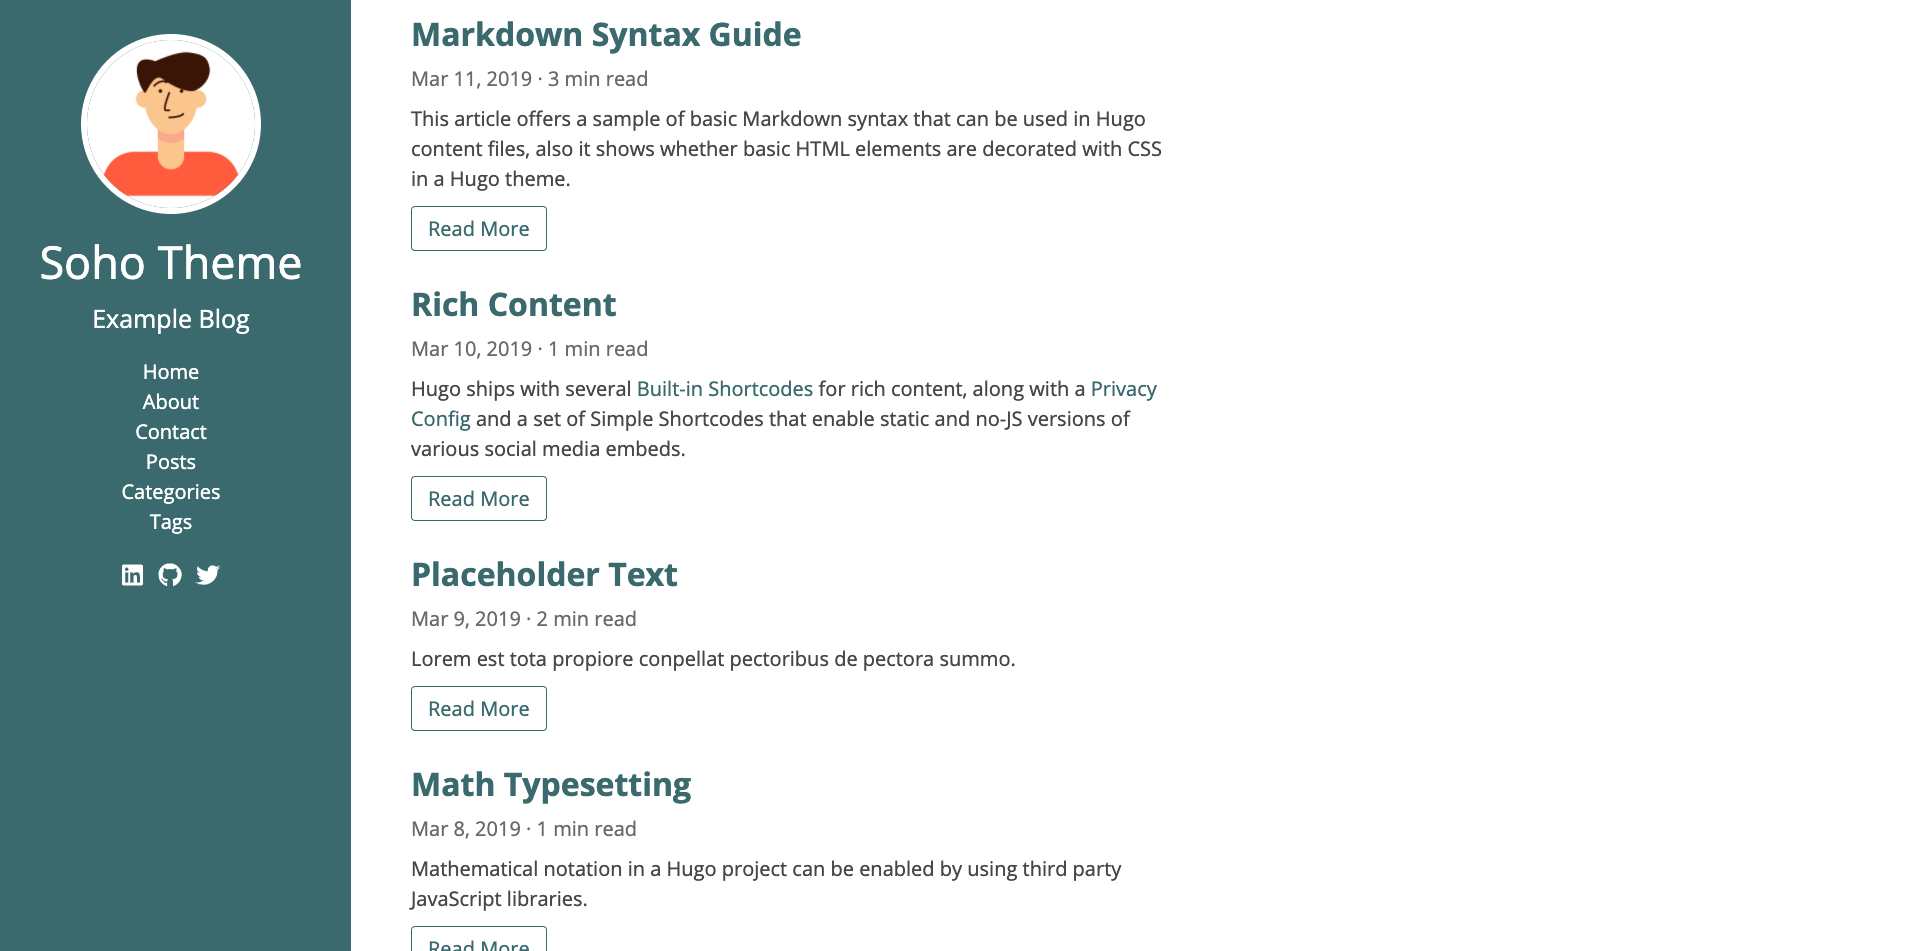 Soho Theme
Example Blog
Home
About
Contact
Posts
Categories
Tags
Markdown Syntax Guide
Mar 11, 2019 · 3 min read
This article offers a sample of basic Markdown syntax that can be used in Hugo
content files, also it shows whether basic HTML elements are decorated with CSS
in a Hugo theme.
Read More
Rich Content
Mar 10, 2019 · 1 min read
Hugo ships with several Built-in Shortcodes for rich content, along with a Privacy
Config and a set of Simple Shortcodes that enable static and no-JS versions of
various social media embeds.
Read More
Placeholder Text
Mar 9, 2019 · 2 min read
Lorem est tota propiore conpellat pectoribus de pectora summo.
Read More
Math Typesetting
Mar 8, 2019 · 1 min read
Mathematical notation in a Hugo project can be enabled by using third party
JavaScript libraries.
Read More